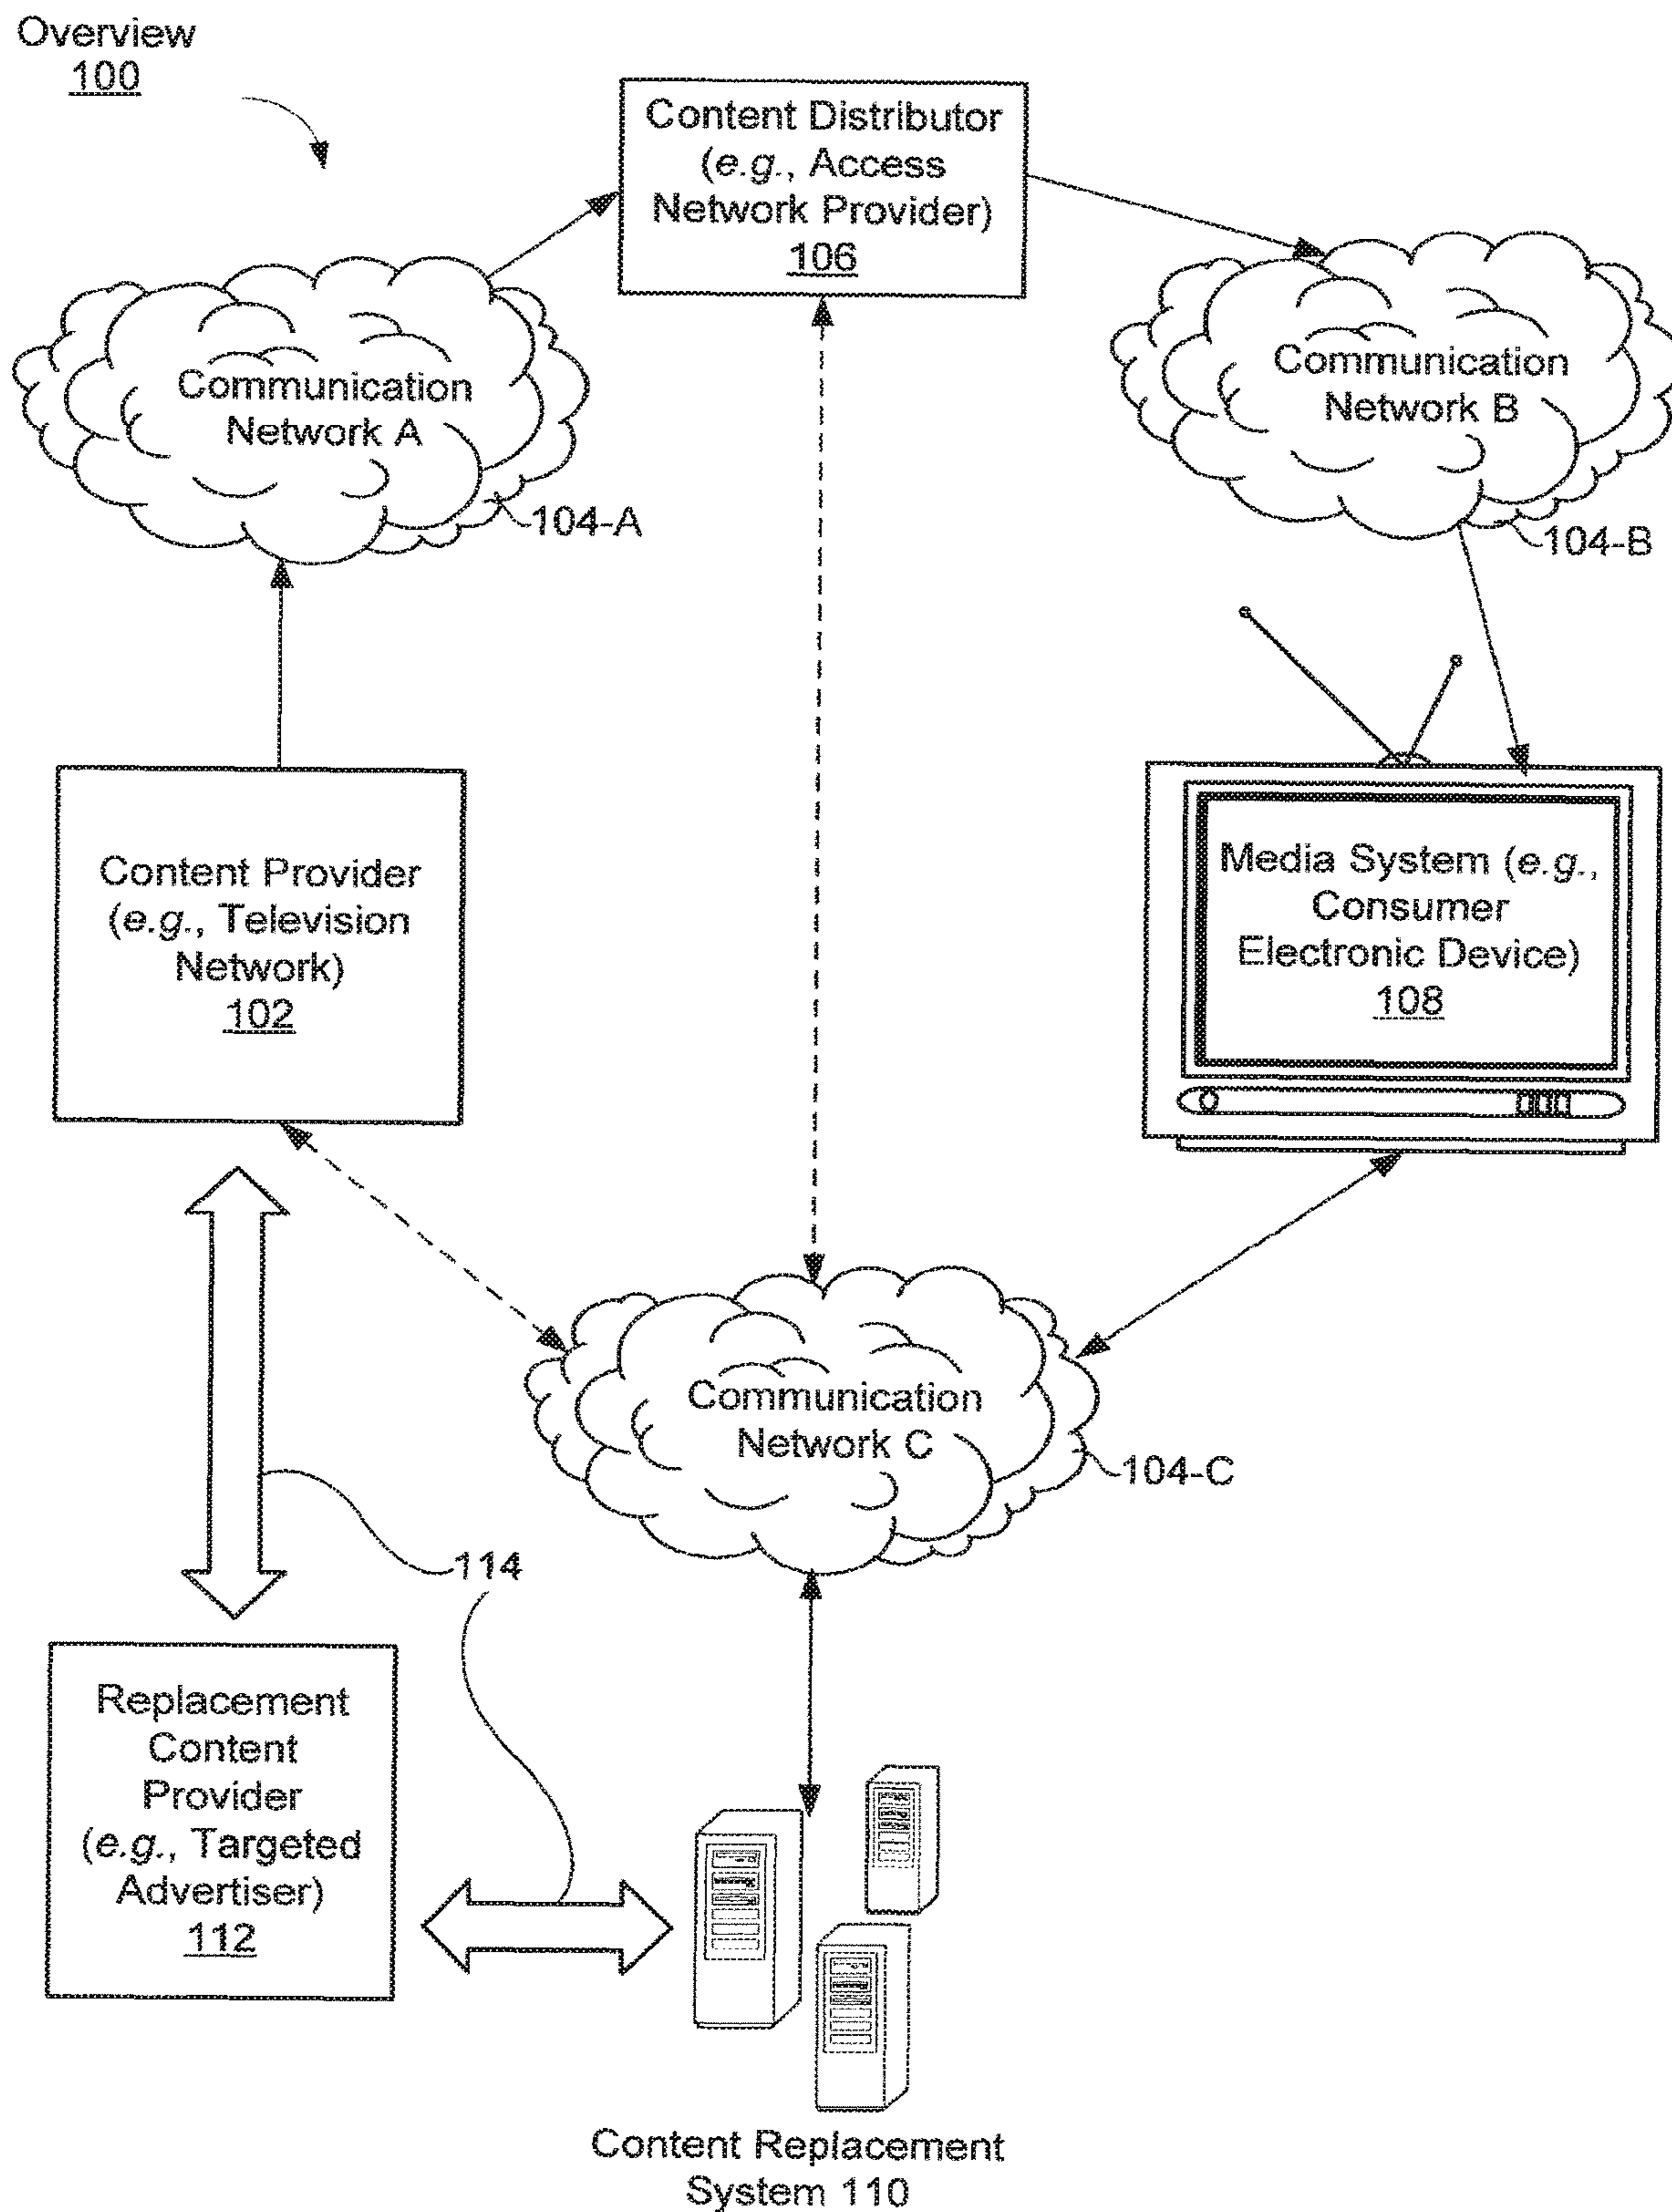 Overview
100
Content Distributor
(e.g., Access
Network Provider)
106
Communication
Network A
104-A
Communication
Network B
104-B
Content Provider
(e.g., Television
Network)
102
Media System (e.g.,
Consumer
Electronic Device)
108
Communication
Network C
104-C
114
Replacement
Content
Provider
(e.g., Targeted
Advertiser)
112
Content Replacement
System 110